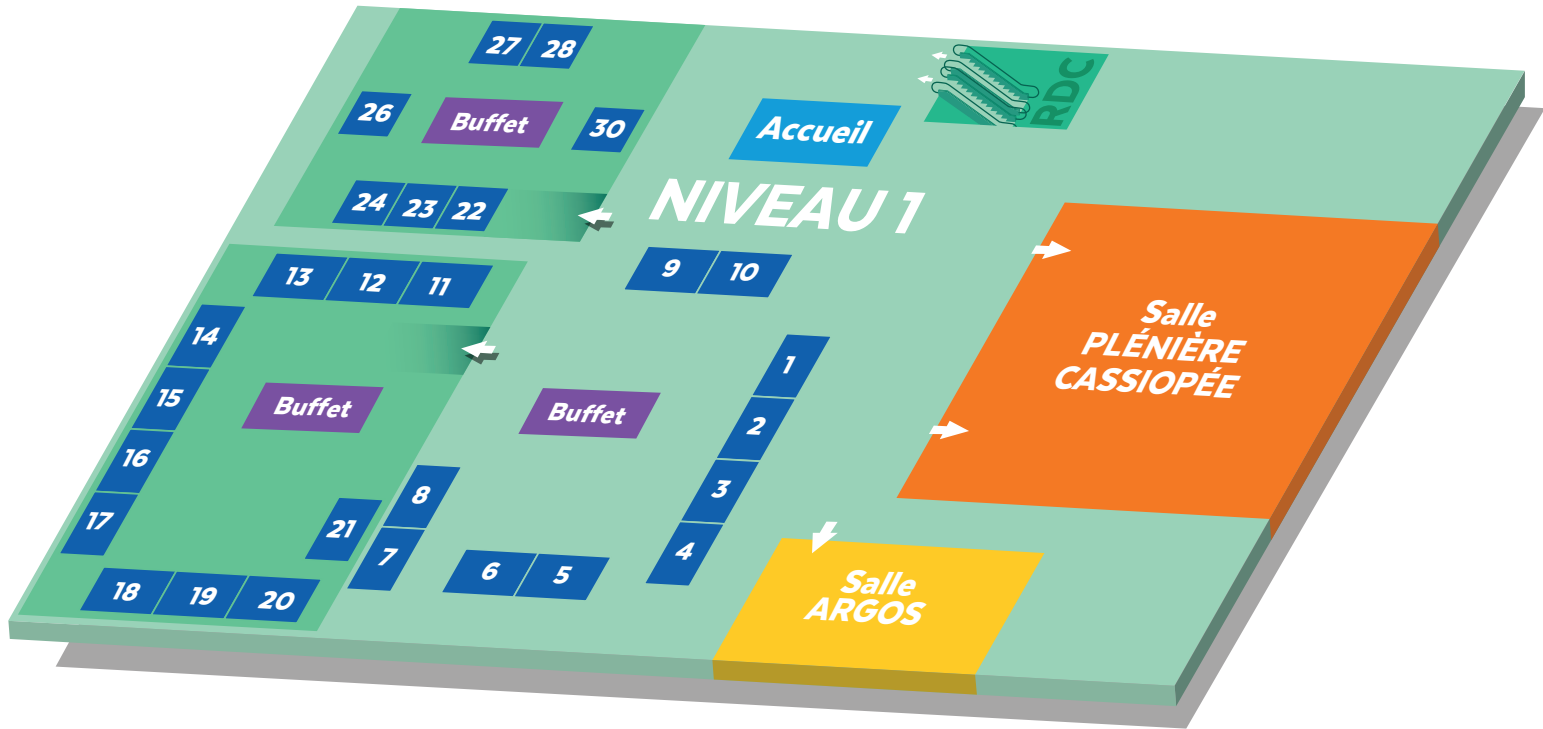 27 28
RDC
26
Buffet
30
Accueil
24 23 22
NIVEAU 1
9 10
13 12 11
14
15
16
17
Buffet
Buffet
1
2
3
4
8
7
21
6 5
18 19 20
Salle
PLÉNIÈRE
CASSIOPÉE
Salle
ARGOS